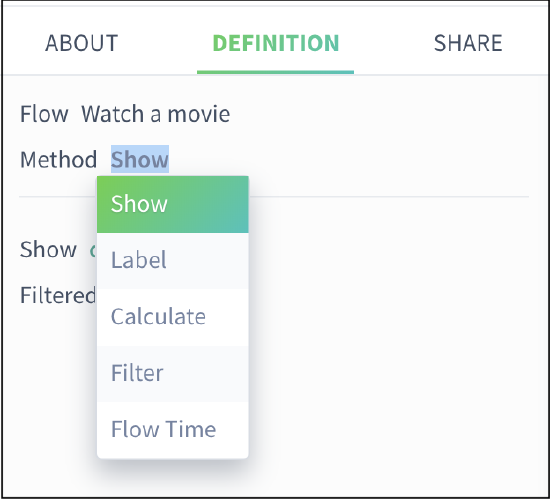 ABOUT DEFINITION SHARE
Flow Watch a movie
Method Show
Show
Show
Label
Filtered
Calculate
Filter
Flow Time